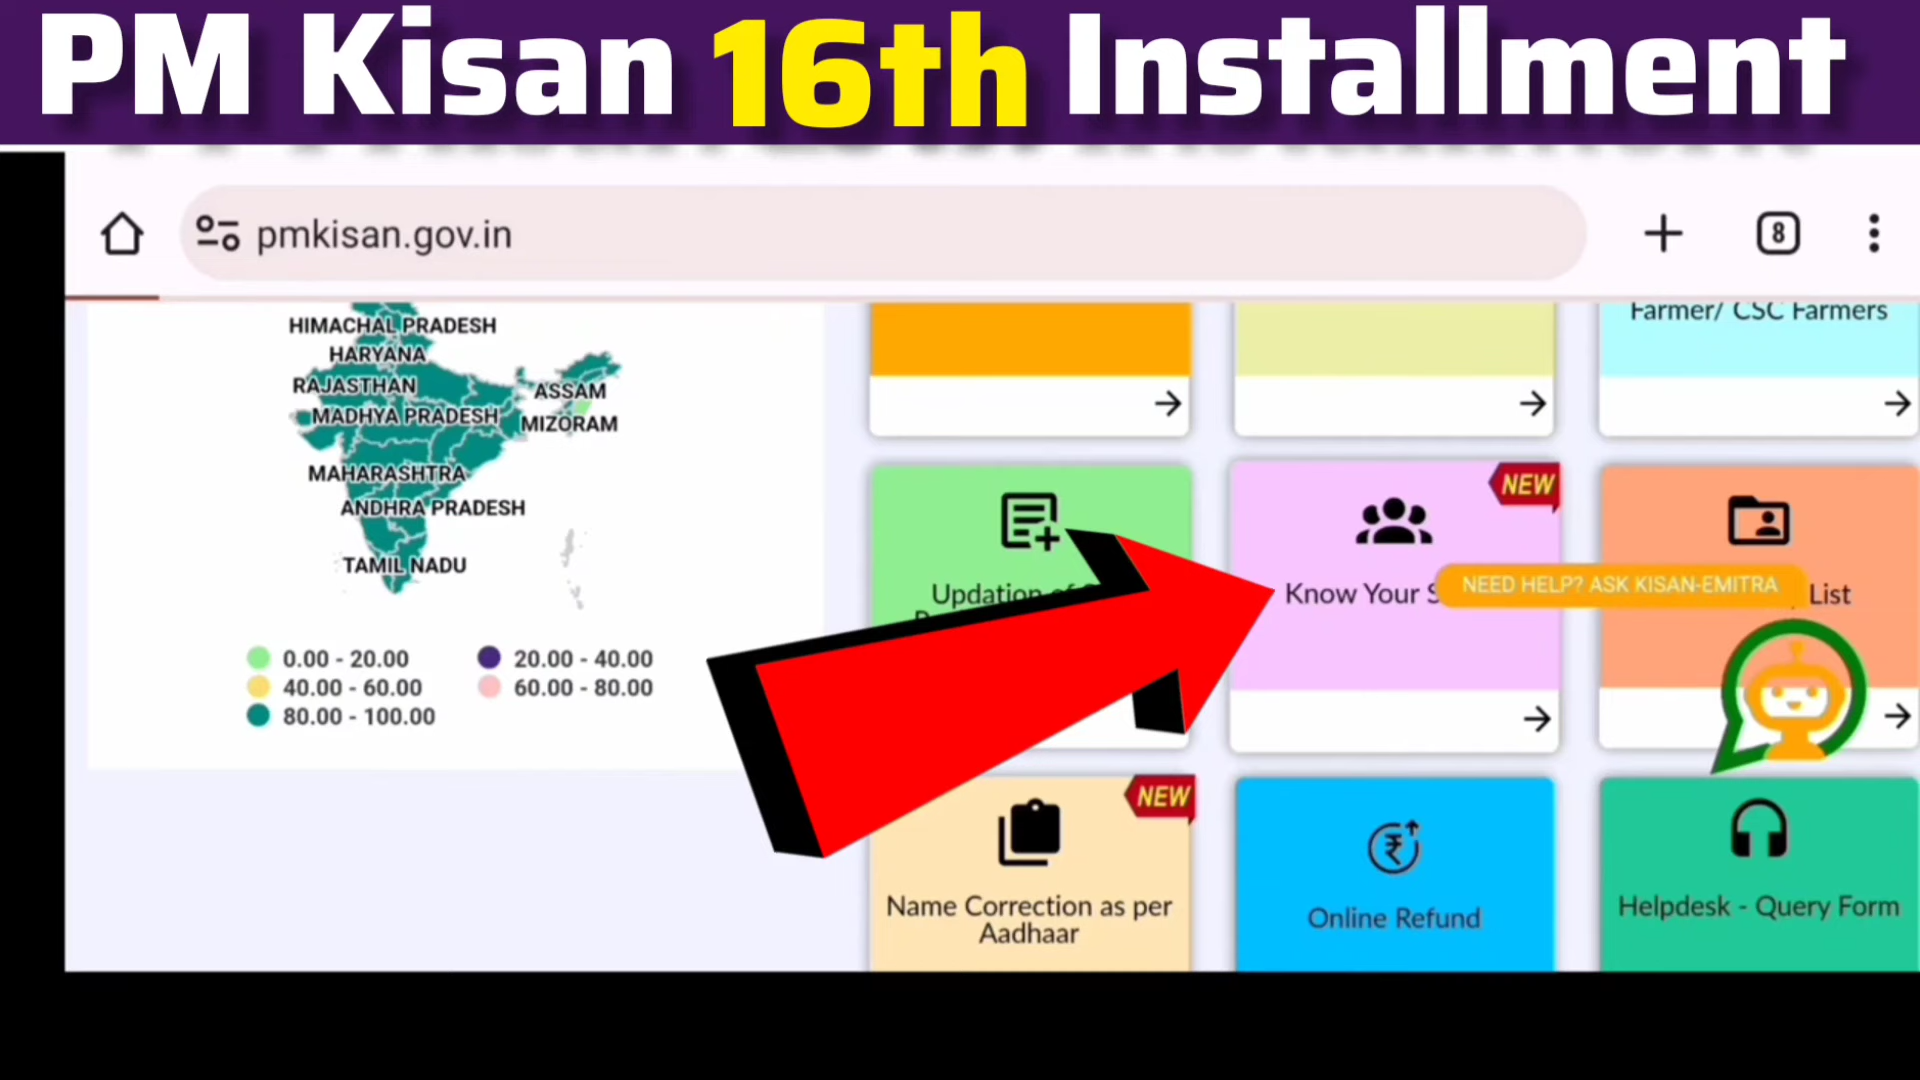 PM Kisan 16th Installment
pmkisan.gov.in
8
HIMACHAL PRADESH
HARYANA
RAJASTHAN
ASSAM
MADHYA PRADESH
MIZORAM
MAHARASHTRA
ANDHRA PRADESH
TAMIL NADU
0.00 - 20.00
20.00 - 40.00
40.00 - 60.00
60.00 - 80.00
80.00 - 100.00
Farmer/ CSC Farmers
Updation of
Know Your
NEW
NEED HELP? ASK KISAN-EMITRA
List
NEW
Name Correction as per
Aadhaar
Online Refund
Helpdesk - Query Form